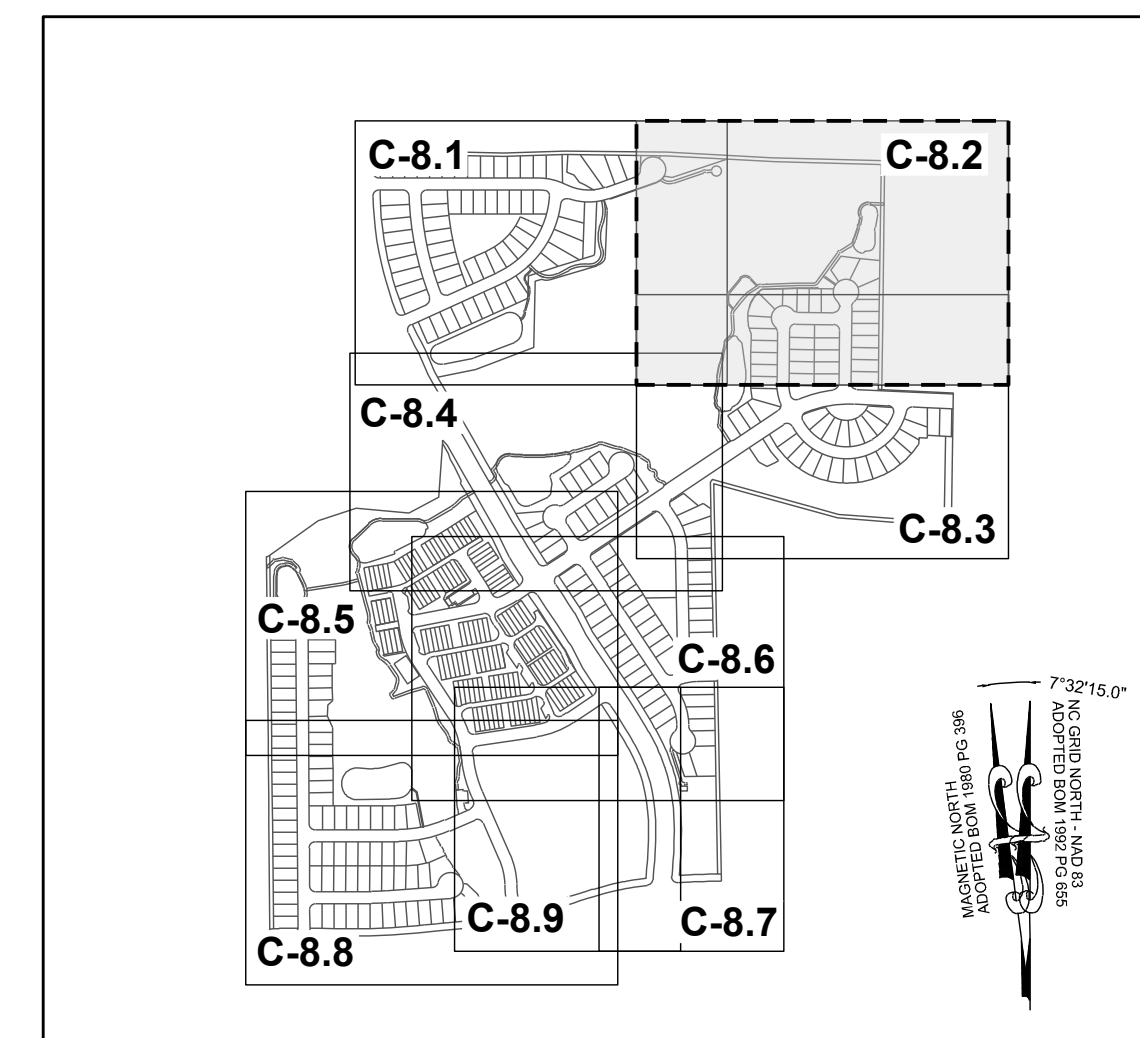 C-8.1
C-8.2
C-8.4
C-8.3
C-8.5
C-8.6
7°32'15.0"
MAGNETIC NORTH
ADOPTED BOM 1980 PG 396
NC GRID NORTH - NAD 83
ADOPTED BOM 1992 PG 655
C-8.9
C-8.7
C-8.8